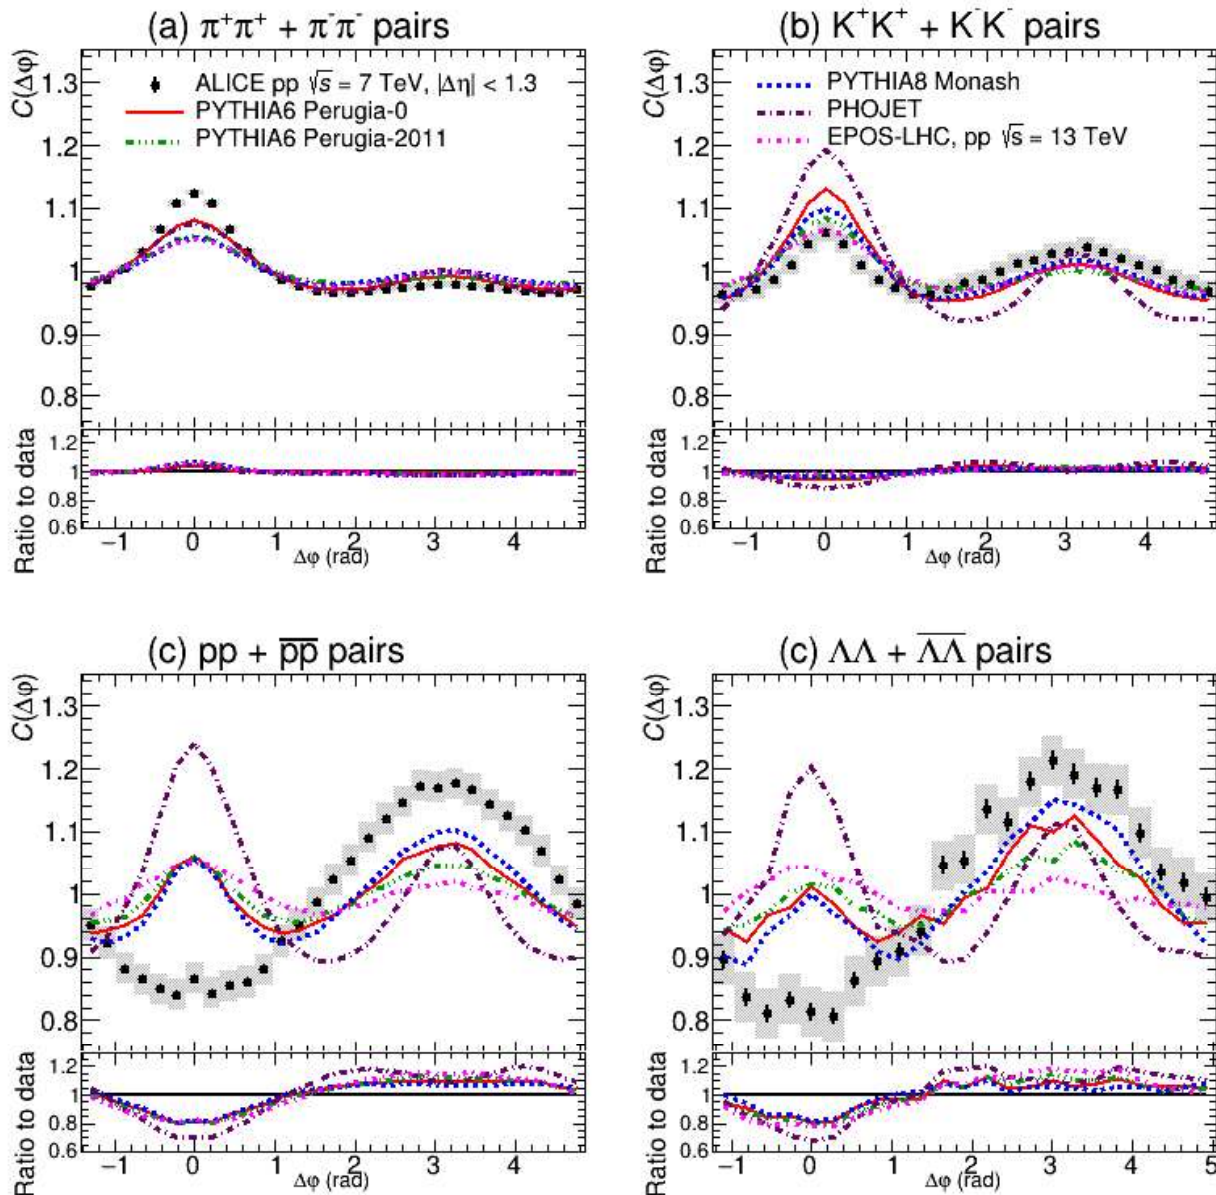 (a) π⁺π⁺ + π⁻π⁻ pairs
C(Δφ)
1.3
1.2
1.1
1
0.9
0.8
ALICE pp √s = 7 TeV, |Δη| < 1.3
PYTHIA6 Perugia-0
PYTHIA6 Perugia-2011
Ratio to data
1.2
1
0.8
0.6
−1 0 1 2 3 4
Δφ (rad)
(b) K⁺K⁺ + K⁻K⁻ pairs
C(Δφ)
1.3
1.2
1.1
1
0.9
0.8
PYTHIA8 Monash
PHOJET
EPOS-LHC, pp √s = 13 TeV
Ratio to data
1.2
1
0.8
0.6
−1 0 1 2 3 4
Δφ (rad)
(c) pp + p̅p̅ pairs
C(Δφ)
1.3
1.2
1.1
1
0.9
0.8
Ratio to data
1.2
1
0.8
0.6
−1 0 1 2 3 4
Δφ (rad)
(c) ΛΛ + Λ̅Λ̅ pairs
C(Δφ)
1.3
1.2
1.1
1
0.9
0.8
Ratio to data
1.2
1
0.8
0.6
−1 0 1 2 3 4 5
Δφ (rad)